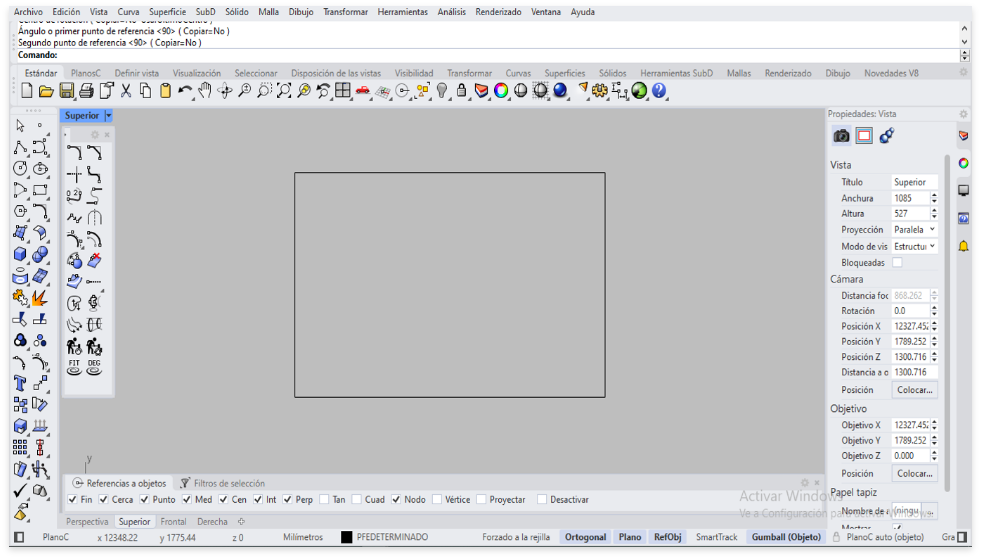 Archivo Edición Vista Curva Superficie SubD Sólido Malla Dibujo Transformar Herramientas Análisis Renderizado Ventana Ayuda
Ángulo o primer punto de referencia <90> ( Copiar=No )
Segundo punto de referencia <90> ( Copiar=No )
Comando:
Estándar PlanosC Definir vista Visualización Seleccionar Disposición de las vistas Visibilidad Transformar Curvas Superficies Sólidos Herramientas SubD Mallas Renderizado Dibujo Novedades V8
Superior
Propiedades: Vista
Vista
Título Superior
Anchura 1085
Altura 527
Proyección Paralela
Modo de vis Estructu
Bloqueadas
Cámara
Distancia foc 868.262
Rotación 0.0
Posición X 12327.45
Posición Y 1789.252
Posición Z 1300.716
Distancia a o 1300.716
Posición Colocar...
Objetivo
Objetivo X 12327.45
Objetivo Y 1789.252
Objetivo Z 0.000
Posición Colocar...
Papel tapiz
Nombre de a (ningu ...
Mostrar
FIT DEG
y
Referencias a objetos Filtros de selección
Fin Cerca Punto Med Cen Int Perp Tan Cuad Nodo Vértice Proyectar Desactivar
Activar Windows
Ve a Configuración para activar Windows.
Perspectiva Superior Frontal Derecha
PlanoC x 12348.22 y 1775.44 z 0 Milímetros PREDETERMINADO Forzado a la rejilla Ortogonal Plano RefObj SmartTrack Gumball (Objeto) PlanoC auto (objeto) Gra